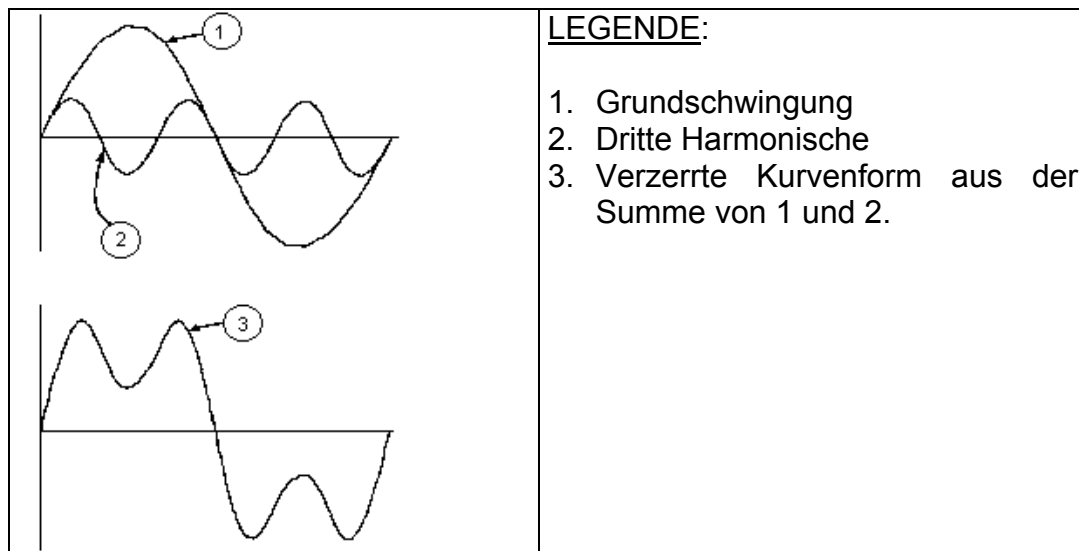 1
2
3
LEGENDE:
1. Grundschwingung
2. Dritte Harmonische
3. Verzerrte Kurvenform aus der
Summe von 1 und 2.